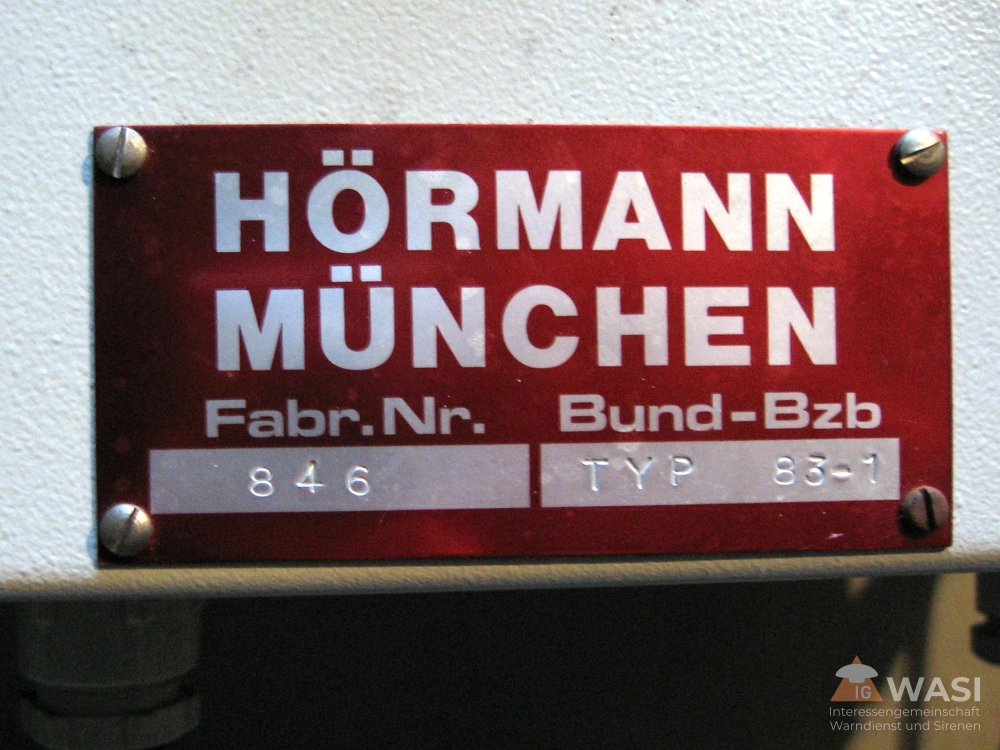 HÖRMANN
MÜNCHEN
Fabr.Nr. Bund-Bzb
846 TYP 83-1
IG WASI
Interessengemeinschaft
Warndienst und Sirenen